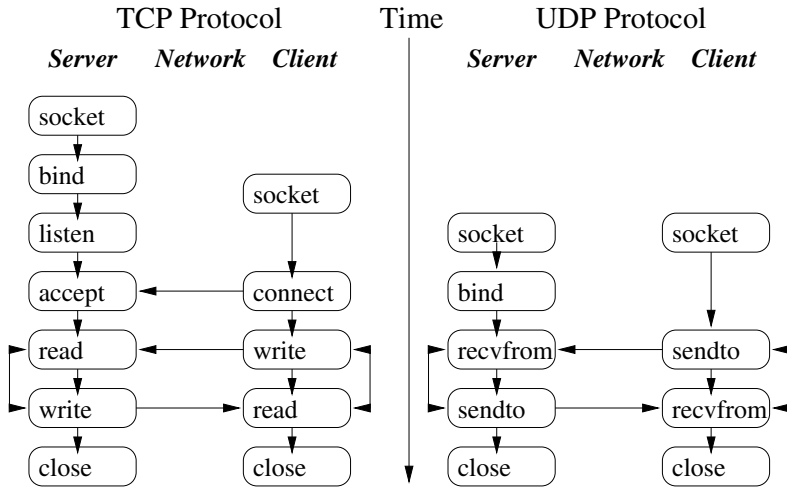 TCP Protocol Time UDP Protocol
Server Network Client Server Network Client
socket
bind
socket
listen socket socket
accept connect bind
read write recvfrom sendto
write read sendto recvfrom
close close close close